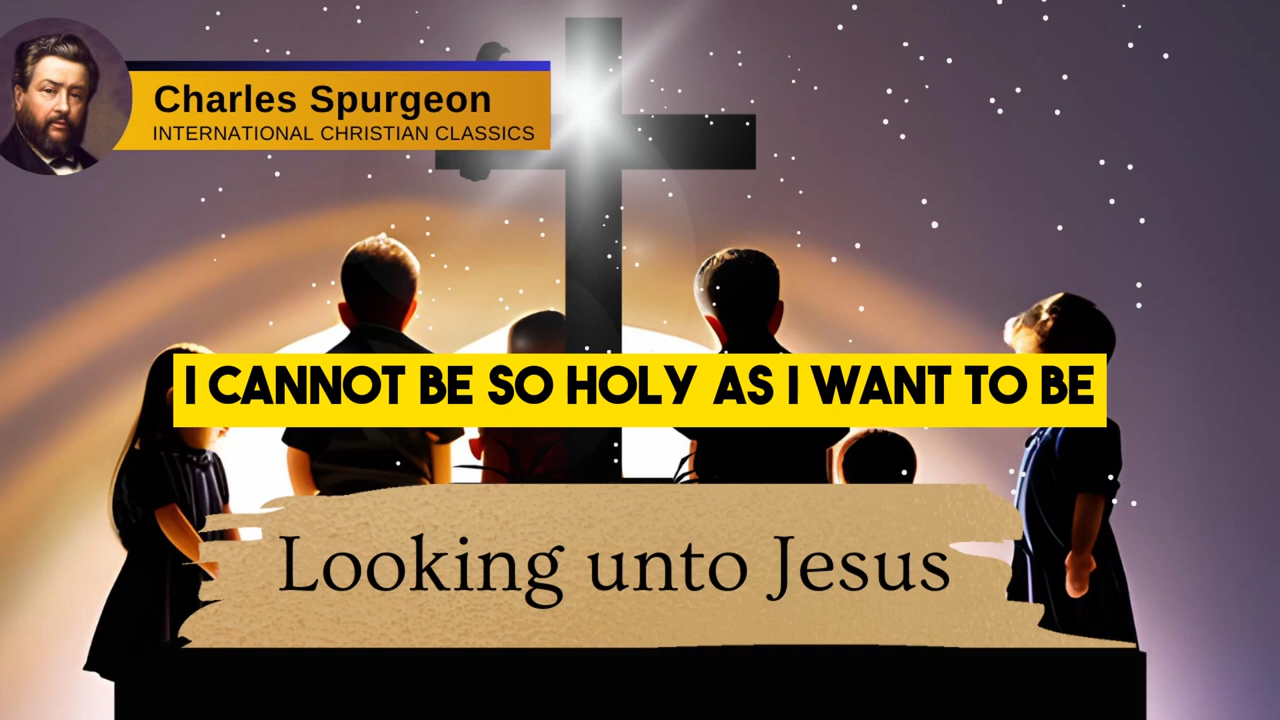 Charles Spurgeon
INTERNATIONAL CHRISTIAN CLASSICS
I CANNOT BE SO HOLY AS I WANT TO BE
Looking unto Jesus